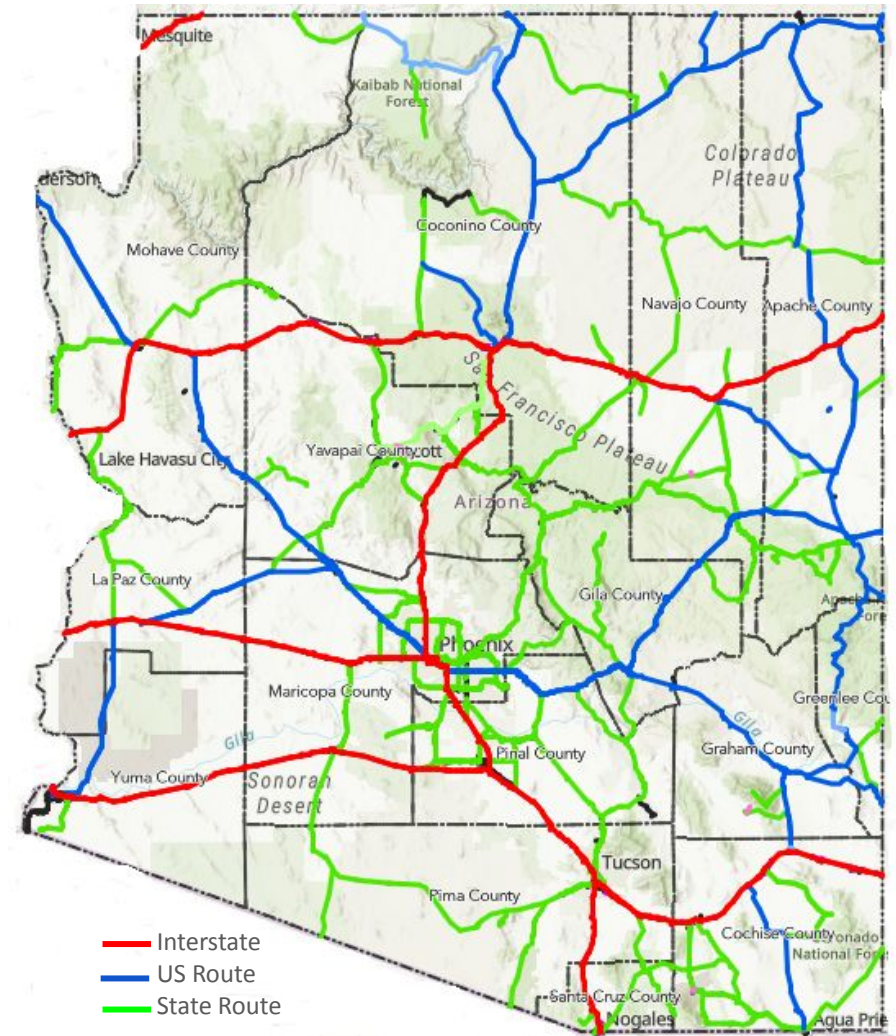 Mesquite
Kaibab National
Forest
Colorado
Plateau
derson
Coconino County
Mohave County
Navajo County
Apache County
San Francisco Plateau
Yavapai County
ott
Lake Havasu City
Arizona
La Paz County
Gila County
Phoenix
Maricopa County
Greenlee Cou
Gila
Gila
Graham County
Pinal County
Yuma County
Sonoran
Desert
Tucson
Pima County
Cochise County
oronado
National Fore
Interstate
US Route
State Route
Santa Cruz County
Nogales
Agua Prie